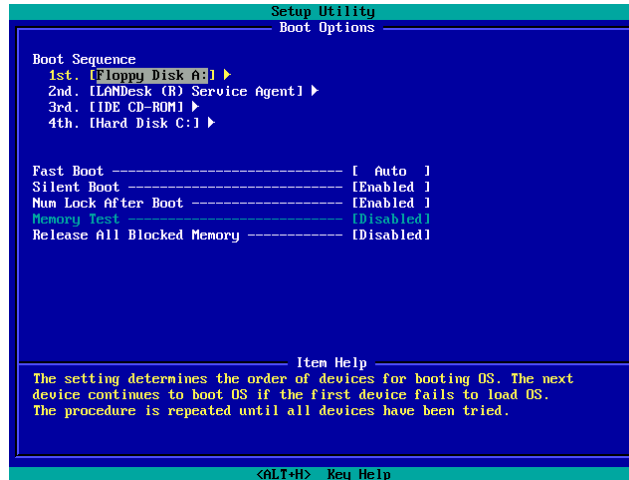 Setup Utility
Boot Options
Boot Sequence
1st. [Floppy Disk A:]
2nd. [LANDesk (R) Service Agent]
3rd. [IDE CD-ROM]
4th. [Hard Disk C:]
Fast Boot ---------------------------- [ Auto ]
Silent Boot -------------------------- [Enabled ]
Num Lock After Boot ------------------ [Enabled ]
Memory Test -------------------------- [Disabled]
Release All Blocked Memory ----------- [Disabled]
Item Help
The setting determines the order of devices for booting OS. The next
device continues to boot OS if the first device fails to load OS.
The procedure is repeated until all devices have been tried.
<ALT+H> Key Help